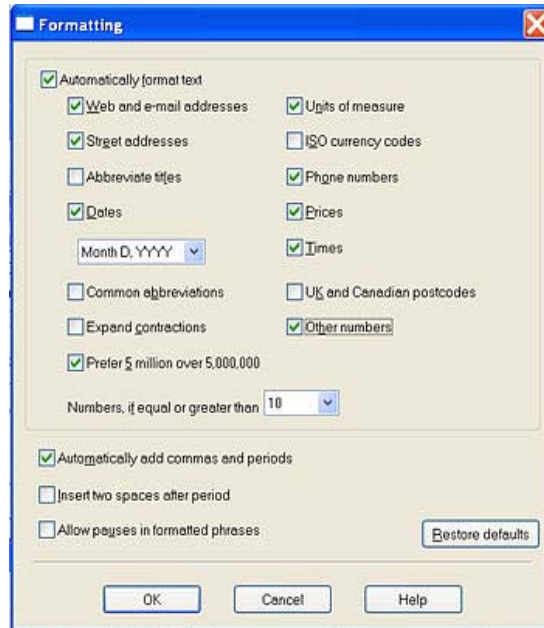 Formatting
Automatically format text
Web and e-mail addresses
Units of measure
Street addresses
ISO currency codes
Abbreviate titles
Phone numbers
Dates
Prices
Month D, YYYY
Times
Common abbreviations
UK and Canadian postcodes
Expand contractions
Other numbers
Prefer 5 million over 5,000,000
Numbers, if equal or greater than 10
Automatically add commas and periods
Insert two spaces after period
Allow pauses in formatted phrases
Restore defaults
OK Cancel Help